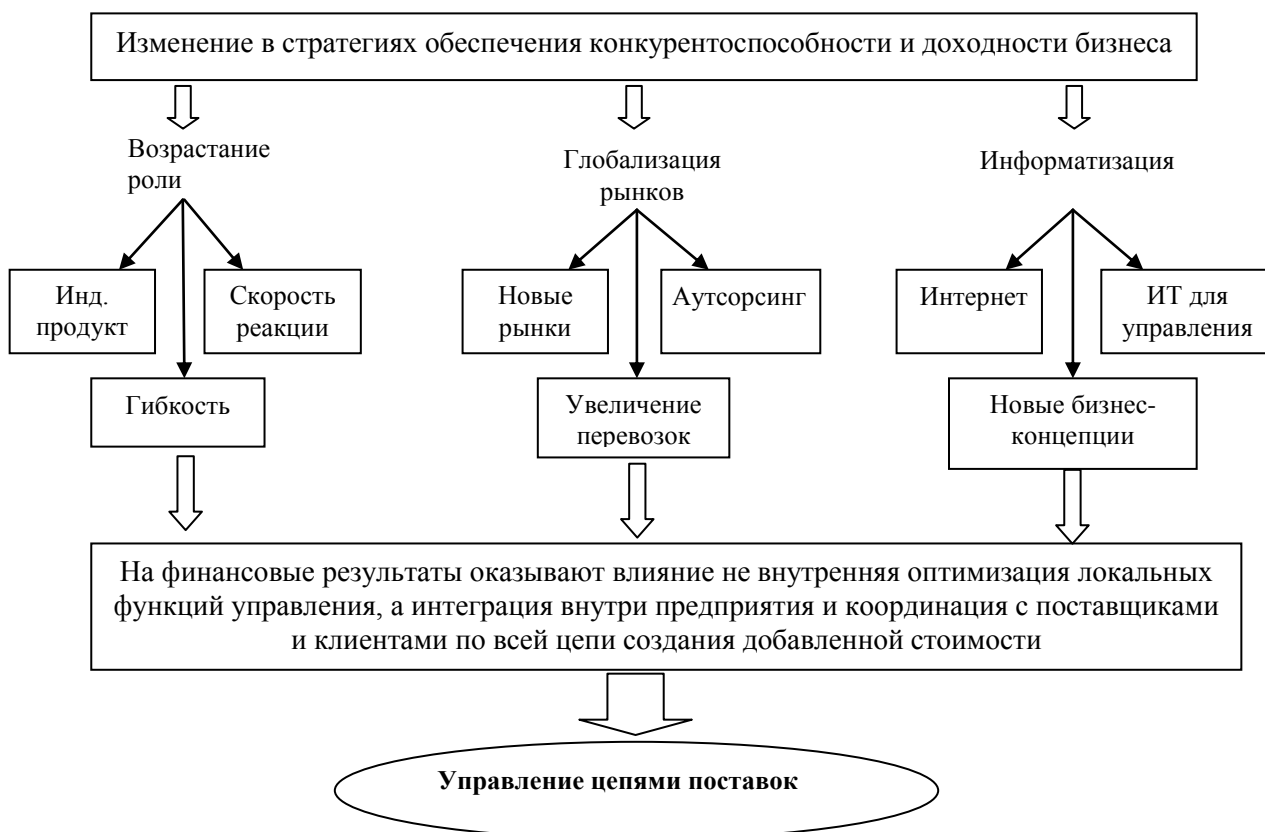 Изменение в стратегиях обеспечения конкурентоспособности и доходности бизнеса
Возрастание
роли
Глобализация
рынков
Информатизация
Инд.
продукт
Скорость
реакции
Новые
рынки
Аутсорсинг
Интернет
ИТ для
управления
Гибкость
Увеличение
перевозок
Новые бизнес-
концепции
На финансовые результаты оказывают влияние не внутренняя оптимизация локальных
функций управления, а интеграция внутри предприятия и координация с поставщиками
и клиентами по всей цепи создания добавленной стоимости
Управление цепями поставок